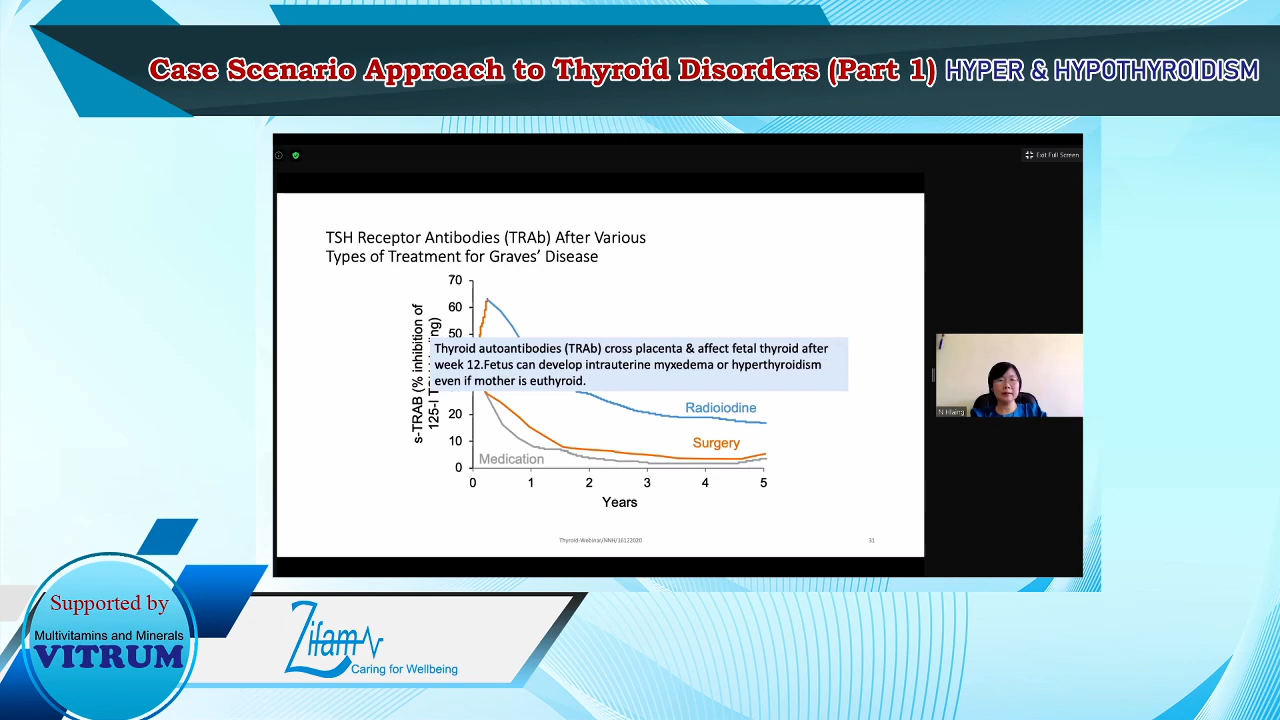 Case Scenario Approach to Thyroid Disorders (Part 1) HYPER & HYPOTHYROIDISM
Exit Full Screen
TSH Receptor Antibodies (TRAb) After Various
Types of Treatment for Graves' Disease
s-TRAB (% inhibition of
125-I
70
60
50
Thyroid autoantibodies (TRAb) cross placenta & affect fetal thyroid after
week 12.Fetus can develop intrauterine myxedema or hyperthyroidism
even if mother is euthyroid.
20
10
0
Radioiodine
Surgery
Medication
0 1 2 3 4 5
Years
Thyroid-Webinar/NNH/16122020
31
N Hlaing
Supported by
Multivitamins and Minerals
VITRUM
Zifam
Caring for Wellbeing